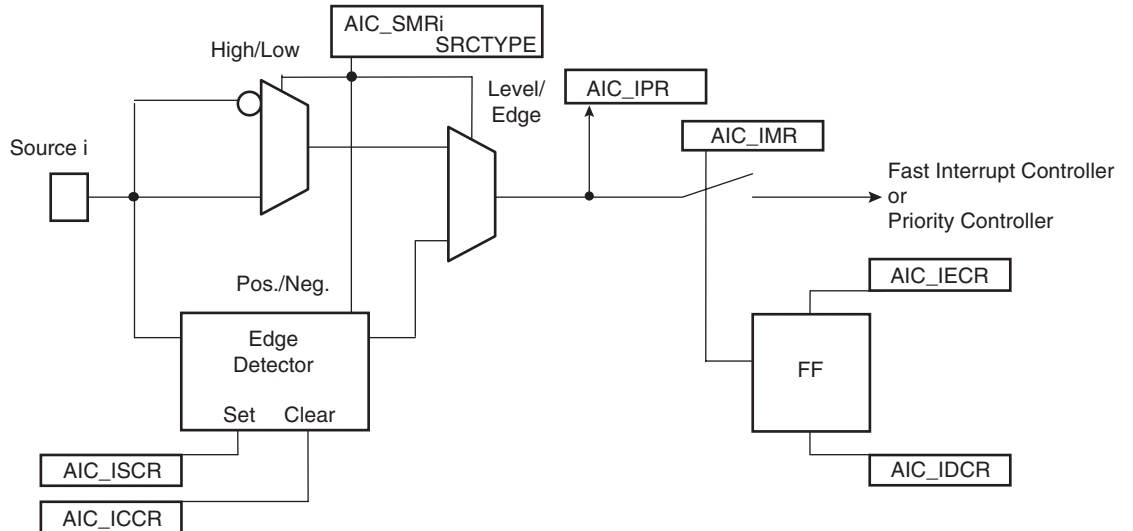 AIC_SMRi
SRCTYPE
High/Low
Level/
Edge
AIC_IPR
AIC_IMR
Source i
Fast Interrupt Controller
or
Priority Controller
Pos./Neg.
AIC_IECR
Edge
Detector
FF
Set Clear
AIC_ISCR
AIC_IDCR
AIC_ICCR